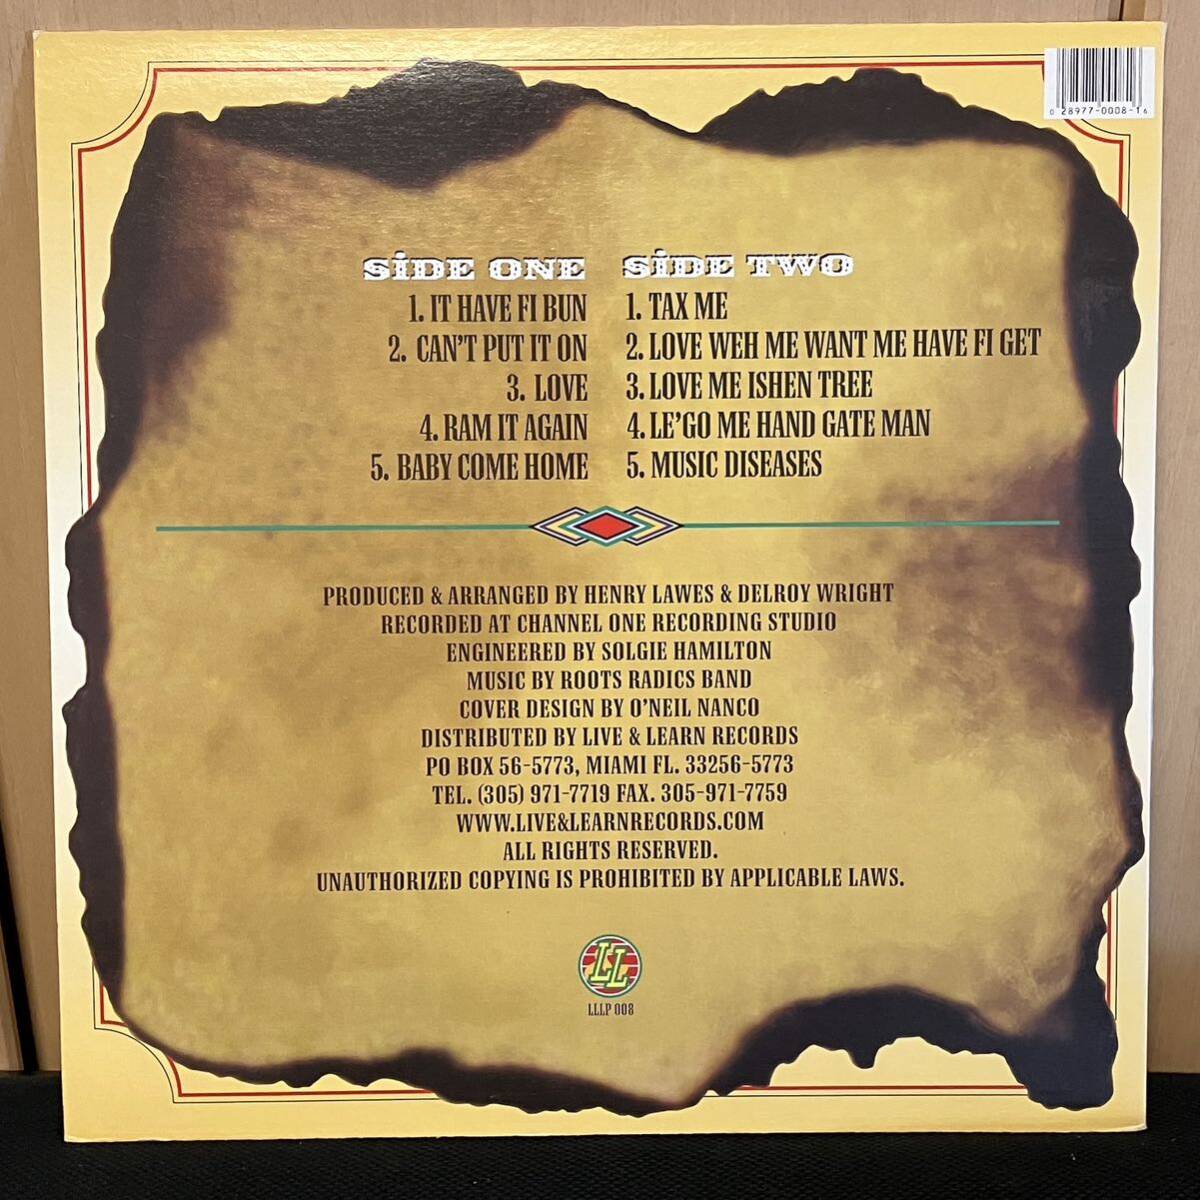 0 28977-0008-1 6
SIDE ONE
1. IT HAVE FI BUN
2. CAN'T PUT IT ON
3. LOVE
4. RAM IT AGAIN
5. BABY COME HOME
SIDE TWO
1. TAX ME
2. LOVE WEH ME WANT ME HAVE FI GET
3. LOVE ME ISHEN TREE
4. LE'GO ME HAND GATE MAN
5. MUSIC DISEASES
PRODUCED & ARRANGED BY HENRY LAWES & DELROY WRIGHT
RECORDED AT CHANNEL ONE RECORDING STUDIO
ENGINEERED BY SOLGIE HAMILTON
MUSIC BY ROOTS RADICS BAND
COVER DESIGN BY O'NEIL NANCO
DISTRIBUTED BY LIVE & LEARN RECORDS
PO BOX 56-5773, MIAMI FL. 33256-5773
TEL. (305) 971-7719 FAX. 305-971-7759
WWW.LIVE&LEARNRECORDS.COM
ALL RIGHTS RESERVED.
UNAUTHORIZED COPYING IS PROHIBITED BY APPLICABLE LAWS.
LL
LLLP 008